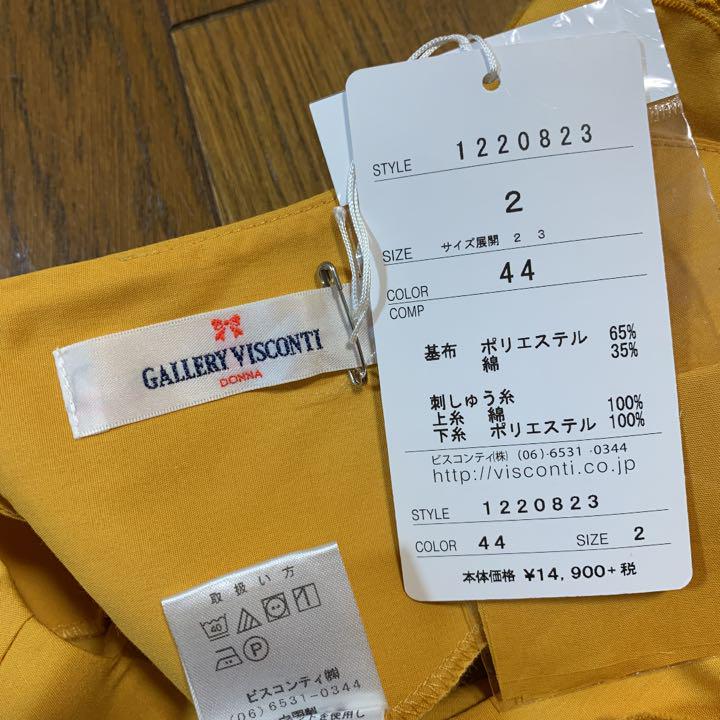 STYLE 1220823
2
SIZE サイズ展開 2 3
COLOR 44
COMP
基布 ポリエステル 65%
綿 35%
刺しゅう糸
上糸 綿 100%
下糸 ポリエステル 100%
ビスコンティ㈱ (06)6531-0344
http://visconti.co.jp
STYLE 1220823
COLOR 44 SIZE 2
本体価格 ¥14,900+税
GALLERY VISCONTI
DONNA
取扱い方
40
P
ビスコンティ㈱
(06)6531-0344